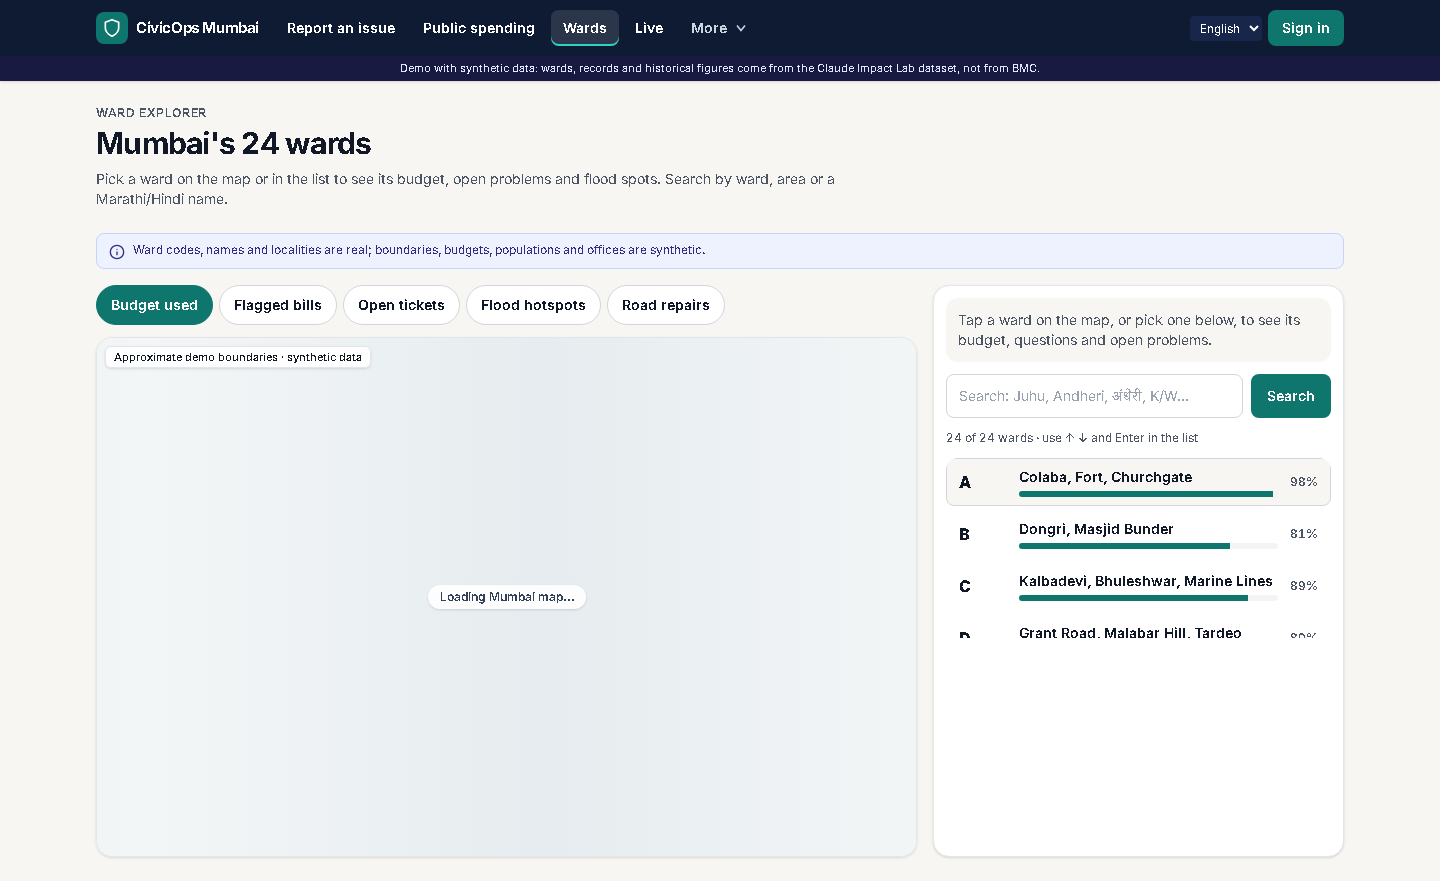 CivicOps Mumbai
Report an issue
Public spending
Wards
Live
More
English
Sign in
Demo with synthetic data: wards, records and historical figures come from the Claude Impact Lab dataset, not from BMC.
WARD EXPLORER
Mumbai's 24 wards
Pick a ward on the map or in the list to see its budget, open problems and flood spots. Search by ward, area or a
Marathi/Hindi name.
Ward codes, names and localities are real; boundaries, budgets, populations and offices are synthetic.
Budget used
Flagged bills
Open tickets
Flood hotspots
Road repairs
Approximate demo boundaries · synthetic data
Loading Mumbai map...
Tap a ward on the map, or pick one below, to see its
budget, questions and open problems.
Search: Juhu, Andheri, अंधेरी, K/W...
Search
24 of 24 wards · use ↑ ↓ and Enter in the list
A
Colaba, Fort, Churchgate
98%
B
Dongri, Masjid Bunder
81%
C
Kalbadevi, Bhuleshwar, Marine Lines
89%
D
Grant Road, Malabar Hill, Tardeo